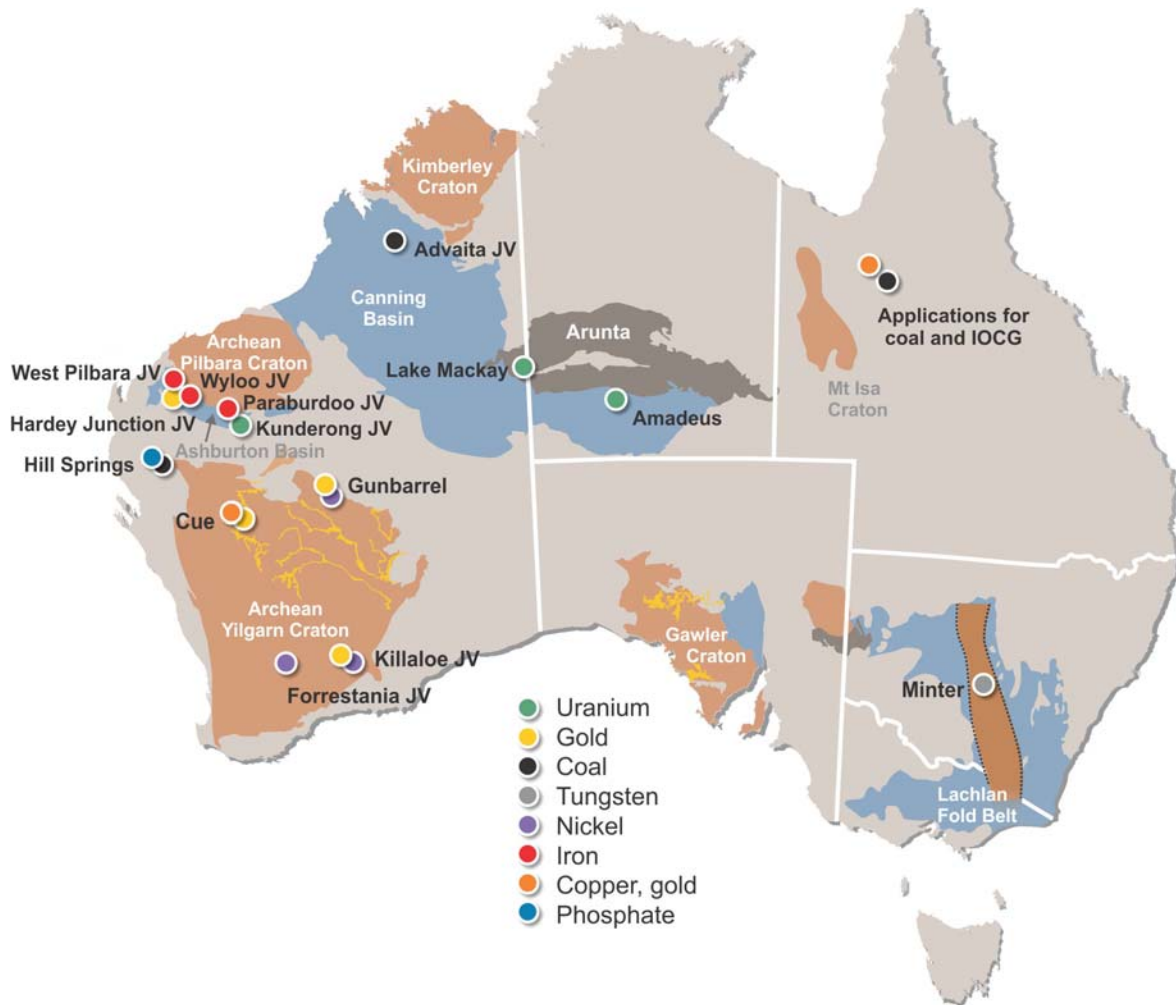 Kimberley
Craton
Advaita JV
Canning
Basin
Applications for
coal and IOCG
Arunta
Archean
Pilbara Craton
West Pilbara JV
Wyloo JV
Lake Mackay
Mt Isa
Craton
Paraburdoo JV
Amadeus
Hardey Junction JV
Kunderong JV
Ashburton Basin
Hill Springs
Gunbarrel
Cue
Archean
Yilgarn Craton
Gawler
Craton
Killaloe JV
Minter
Forrestania JV
Uranium
Gold
Coal
Tungsten
Nickel
Iron
Copper, gold
Phosphate
Lachlan
Fold Belt